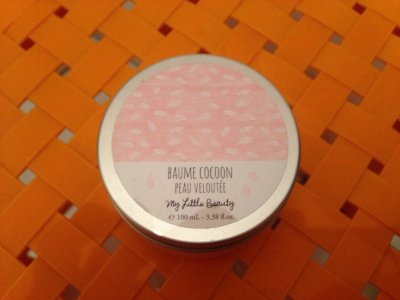 BAUME COCOON
PEAU VELOUTÉE
My Little Beauty
e 100 mL - 3.38 fl.oz.